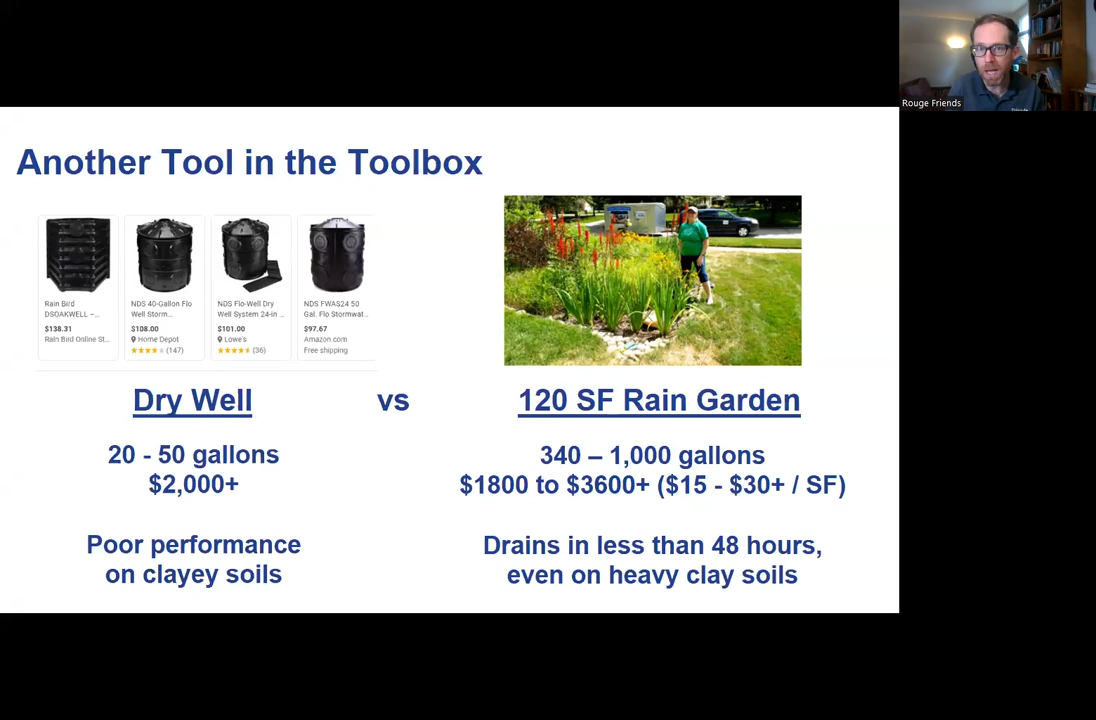 Rouge Friends
Another Tool in the Toolbox
Rain Bird
DSOAKWELL –...
$138.31
Rain Bird Online St...
NDS 40-Gallon Flo
Well Storm...
$108.00
Home Depot
(147)
NDS Flo-Well Dry
Well System 24-in ...
$101.00
Lowe's
(36)
NDS FWAS24 50
Gal. Flo Stormwat...
$97.67
Amazon.com
Free shipping
Dry Well
vs
120 SF Rain Garden
20 - 50 gallons
$2,000+
340 – 1,000 gallons
$1800 to $3600+ ($15 - $30+ / SF)
Poor performance
on clayey soils
Drains in less than 48 hours,
even on heavy clay soils